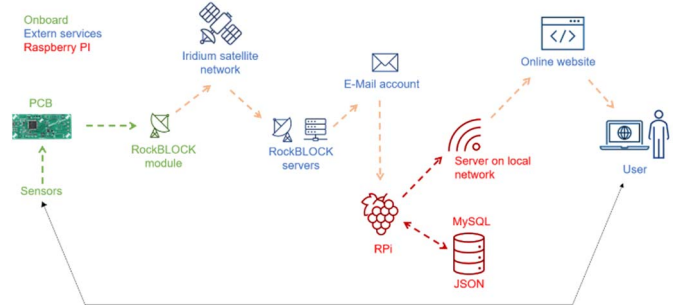 Onboard
Extern services
Raspberry PI
Iridium satellite
network
Online website
E-Mail account
PCB
RockBLOCK
module
RockBLOCK
servers
Server on local
network
User
Sensors
RPi
MySQL
JSON